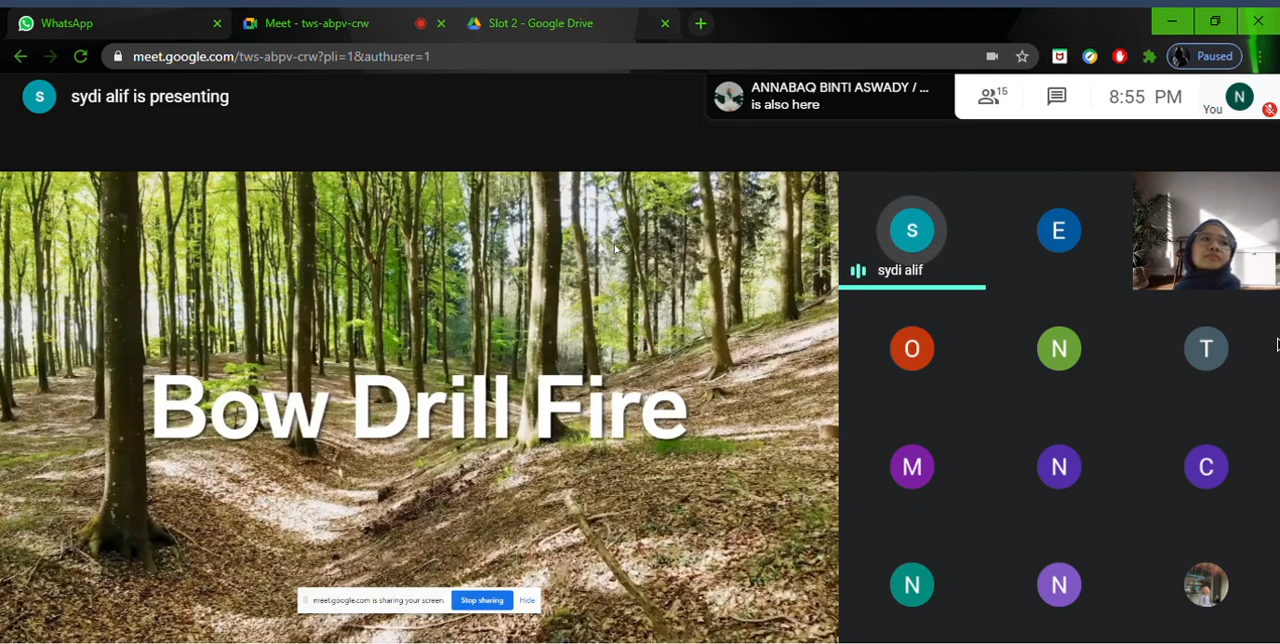 WhatsApp
Meet - tws-abpv-crw
Slot 2 - Google Drive
meet.google.com/tws-abpv-crw?pli=1&authuser=1
Paused
S
sydi alif is presenting
ANNABAQ BINTI ASWADY / ...
is also here
15
8:55 PM
You
N
Bow Drill Fire
meet.google.com is sharing your screen.
Stop sharing
Hide
S
sydi alif
E
O
N
T
M
N
C
N
N